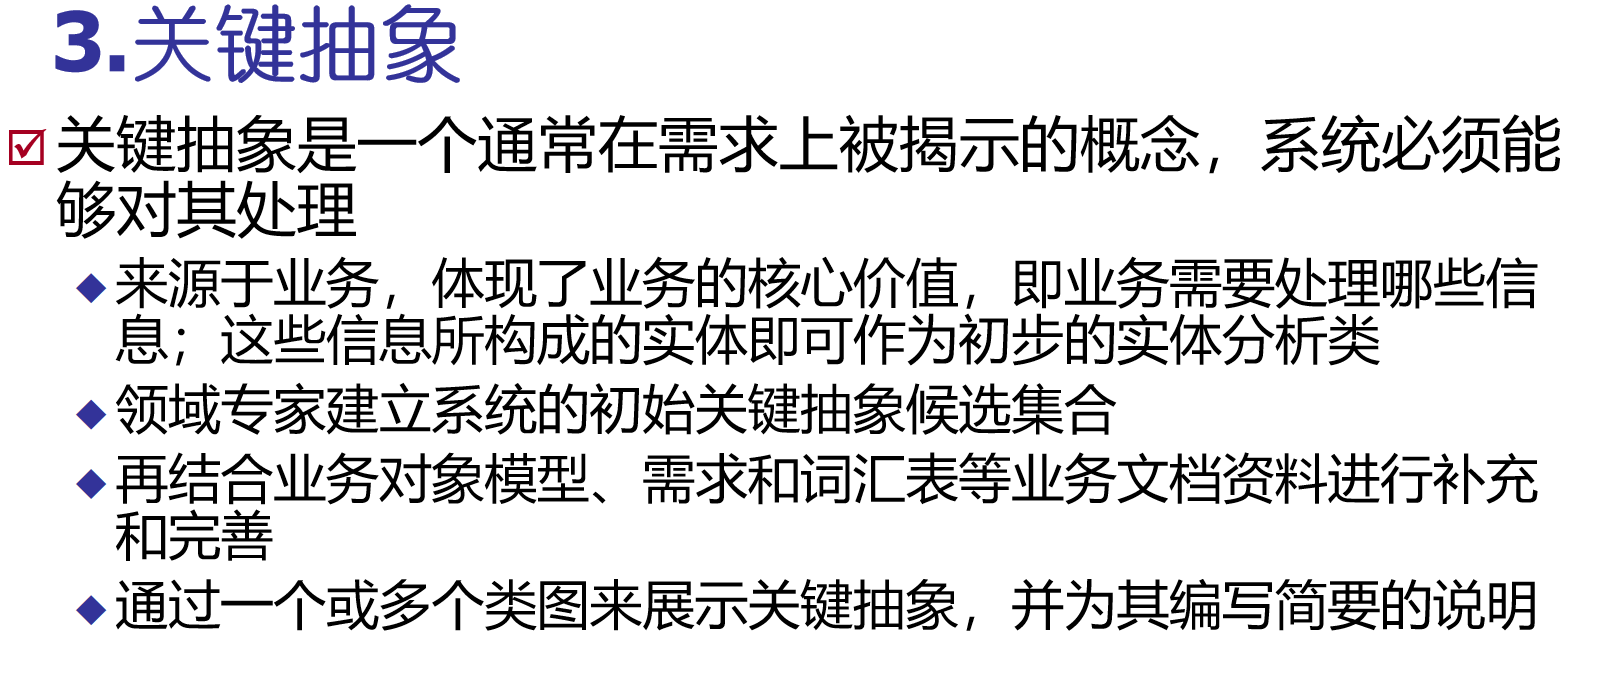 3.关键抽象
关键抽象是一个通常在需求上被揭示的概念，系统必须能
够对其处理
来源于业务，体现了业务的核心价值，即业务需要处理哪些信
息；这些信息所构成的实体即可作为初步的实体分析类
领域专家建立系统的初始关键抽象候选集合
再结合业务对象模型、需求和词汇表等业务文档资料进行补充
和完善
通过一个或多个类图来展示关键抽象，并为其编写简要的说明